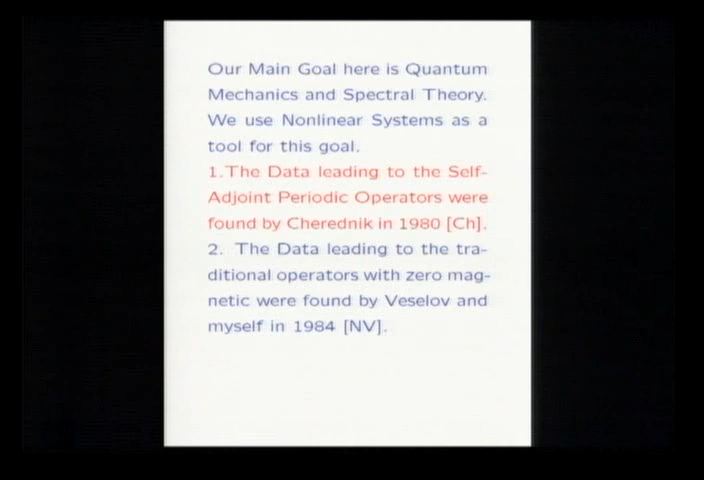 Our Main Goal here is Quantum
Mechanics and Spectral Theory.
We use Nonlinear Systems as a
tool for this goal.
1.The Data leading to the Self-
Adjoint Periodic Operators were
found by Cherednik in 1980 [Ch].
2. The Data leading to the tra-
ditional operators with zero mag-
netic were found by Veselov and
myself in 1984 [NV].